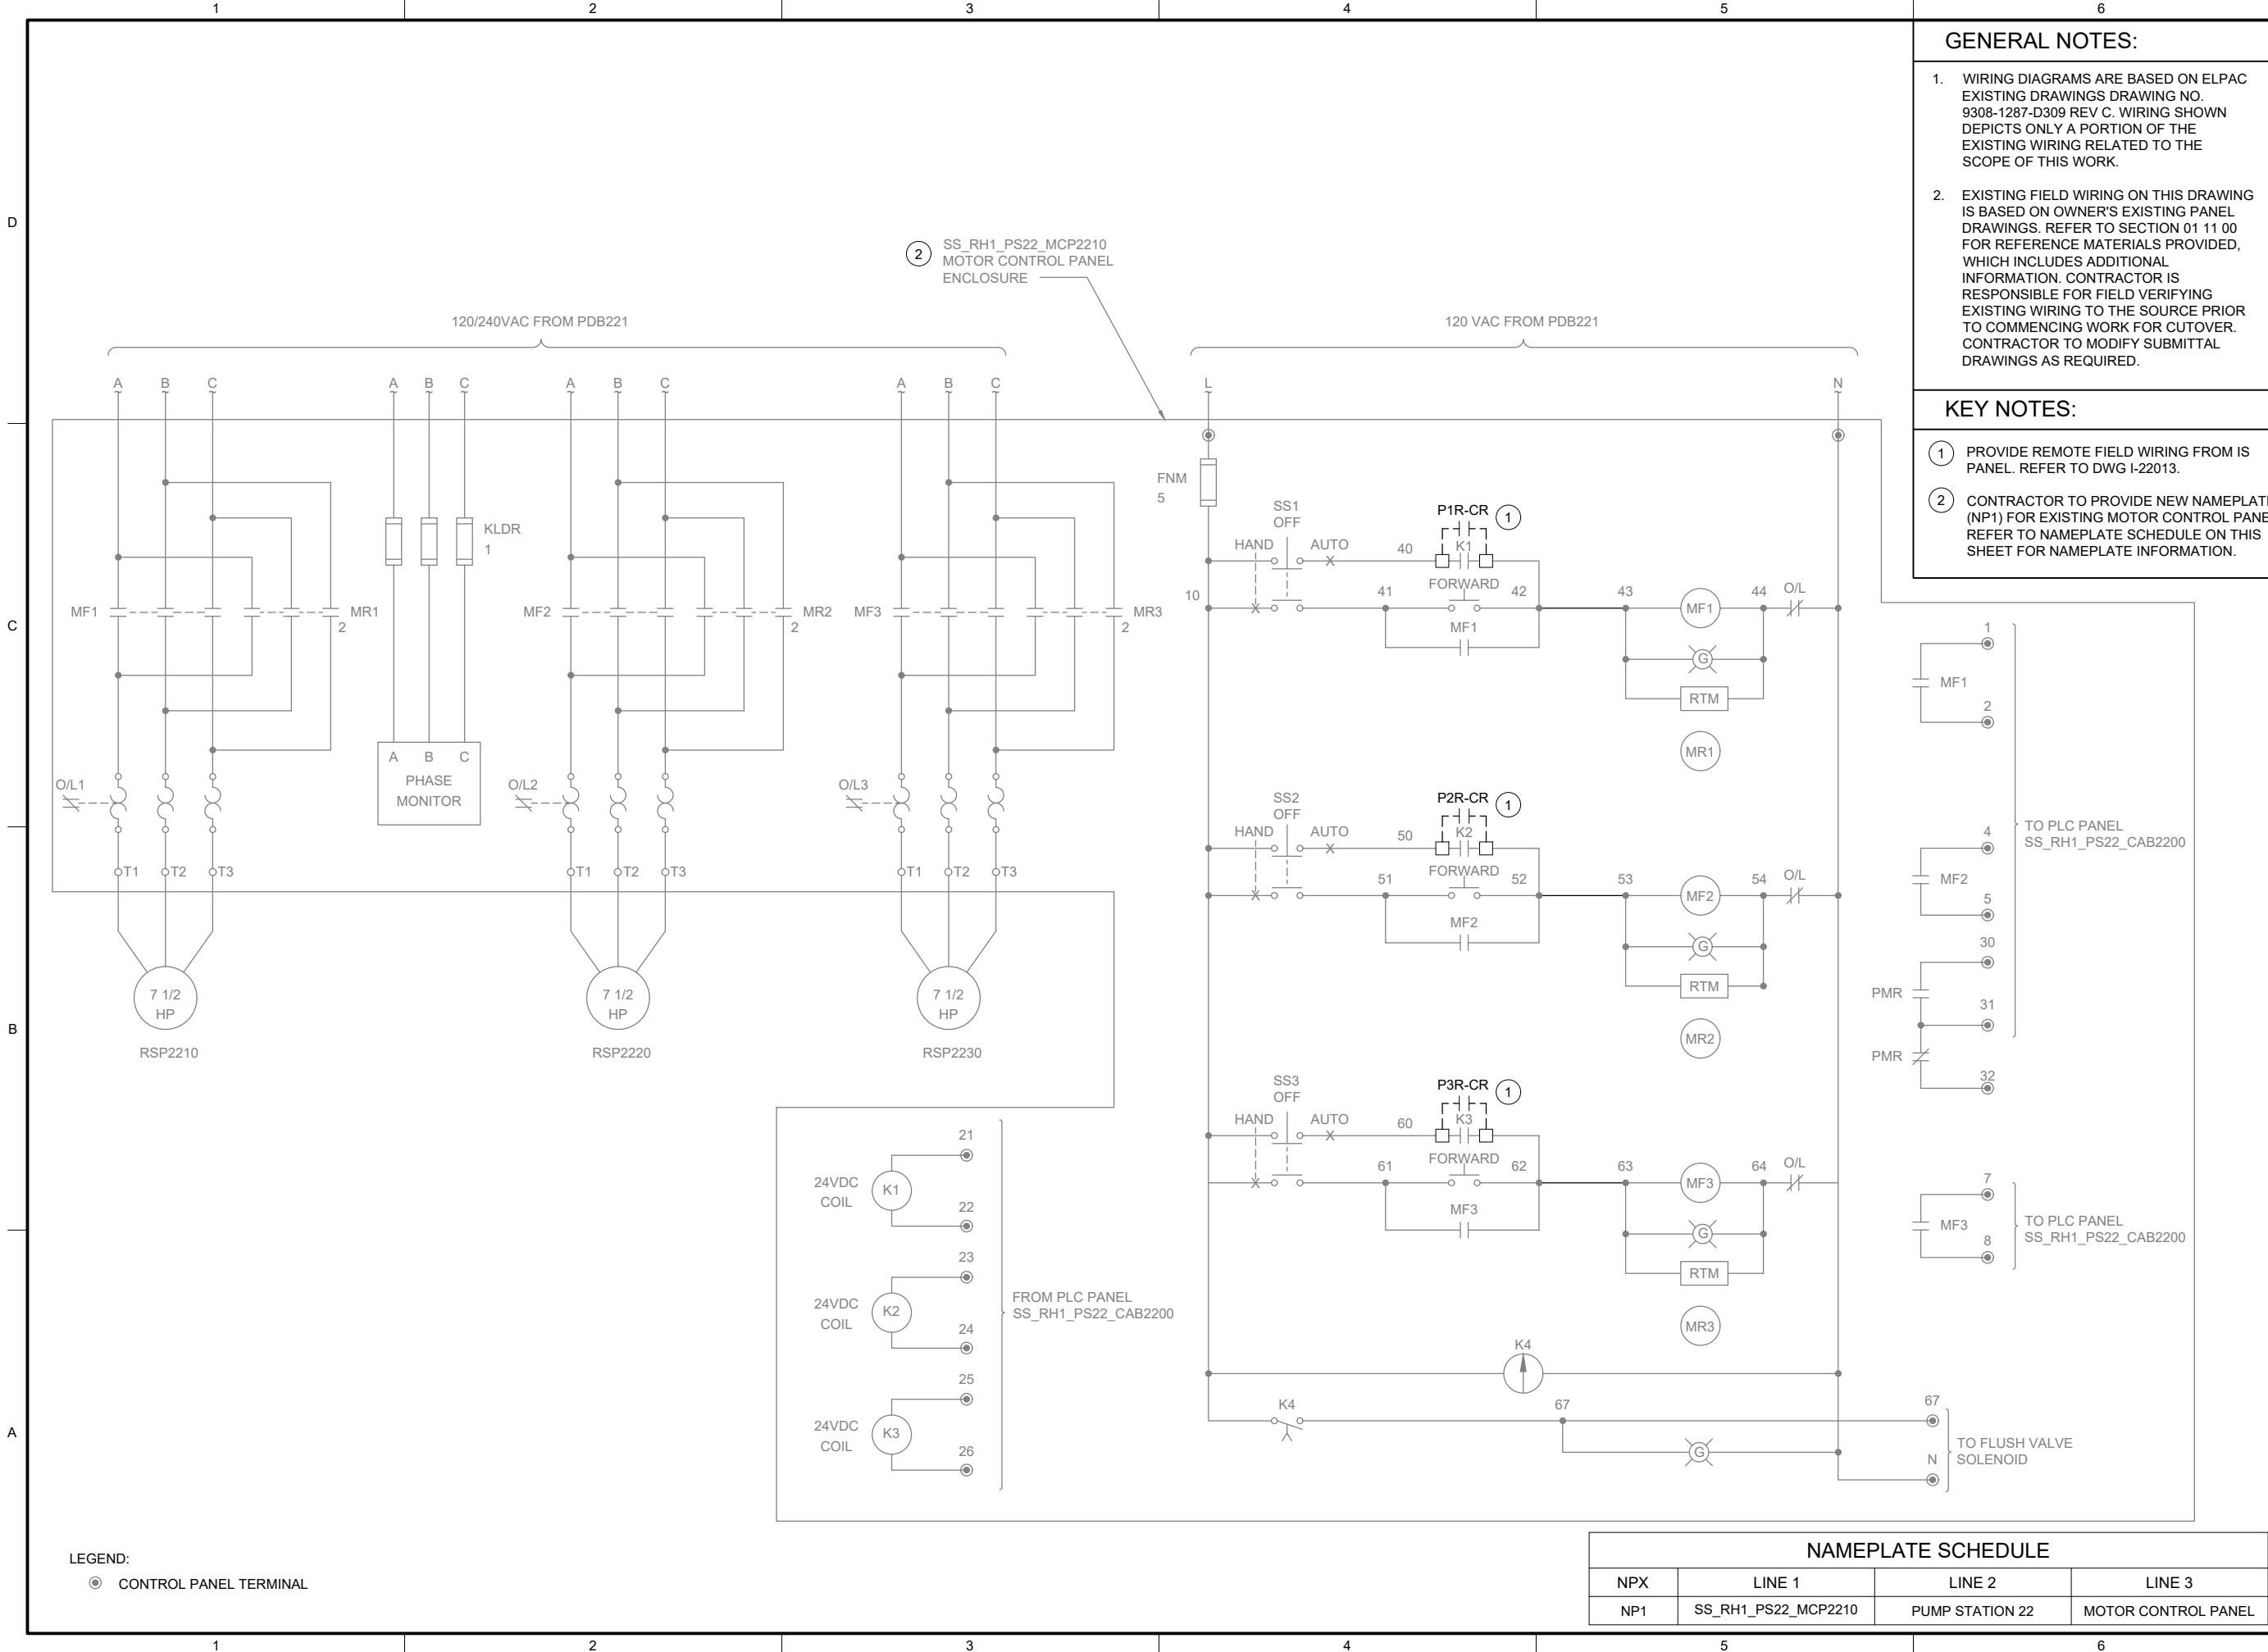 1 2 3 4 5 6
GENERAL NOTES:
1. WIRING DIAGRAMS ARE BASED ON ELPAC
EXISTING DRAWINGS DRAWING NO.
9308-1287-D309 REV C. WIRING SHOWN
DEPICTS ONLY A PORTION OF THE
EXISTING WIRING RELATED TO THE
SCOPE OF THIS WORK.
2. EXISTING FIELD WIRING ON THIS DRAWING
IS BASED ON OWNER'S EXISTING PANEL
DRAWINGS. REFER TO SECTION 01 11 00
FOR REFERENCE MATERIALS PROVIDED,
WHICH INCLUDES ADDITIONAL
INFORMATION. CONTRACTOR IS
RESPONSIBLE FOR FIELD VERIFYING
EXISTING WIRING TO THE SOURCE PRIOR
TO COMMENCING WORK FOR CUTOVER.
CONTRACTOR TO MODIFY SUBMITTAL
DRAWINGS AS REQUIRED.
KEY NOTES:
1 PROVIDE REMOTE FIELD WIRING FROM IS
PANEL. REFER TO DWG I-22013.
2 CONTRACTOR TO PROVIDE NEW NAMEPLATE
(NP1) FOR EXISTING MOTOR CONTROL PANE
REFER TO NAMEPLATE SCHEDULE ON THIS
SHEET FOR NAMEPLATE INFORMATION.
D
C
B
A
2 SS_RH1_PS22_MCP2210
MOTOR CONTROL PANEL
ENCLOSURE
120/240VAC FROM PDB221
A B C
A B C
A B C
A B C
KLDR
1
MF1
MR1
2
MF2
MR2
2
MF3
MR3
2
A B C
PHASE
MONITOR
O/L1
O/L2
O/L3
T1 T2 T3
T1 T2 T3
T1 T2 T3
7 1/2
HP
RSP2210
7 1/2
HP
RSP2220
7 1/2
HP
RSP2230
120 VAC FROM PDB221
L
N
FNM
5
SS1
OFF
P1R-CR 1
HAND AUTO 40 K1
FORWARD
10 41 42 43 MF1 44 O/L
MF1
G
RTM
MR1
SS2
OFF
P2R-CR 1
HAND AUTO 50 K2
FORWARD
51 52 53 MF2 54 O/L
MF2
G
RTM
MR2
SS3
OFF
P3R-CR 1
HAND AUTO 60 K3
FORWARD
61 62 63 MF3 64 O/L
MF3
G
RTM
MR3
K4
K4 67
G
67
N
TO FLUSH VALVE
SOLENOID
1
MF1
2
4
MF2
5
30
PMR
31
PMR
32
TO PLC PANEL
SS_RH1_PS22_CAB2200
7
MF3
8
TO PLC PANEL
SS_RH1_PS22_CAB2200
21
24VDC
COIL
K1
22
23
24VDC
COIL
K2
24
25
24VDC
COIL
K3
26
FROM PLC PANEL
SS_RH1_PS22_CAB2200
LEGEND:
CONTROL PANEL TERMINAL
NAMEPLATE SCHEDULE
NPX LINE 1 LINE 2 LINE 3
NP1 SS_RH1_PS22_MCP2210 PUMP STATION 22 MOTOR CONTROL PANEL
1 2 3 4 5 6